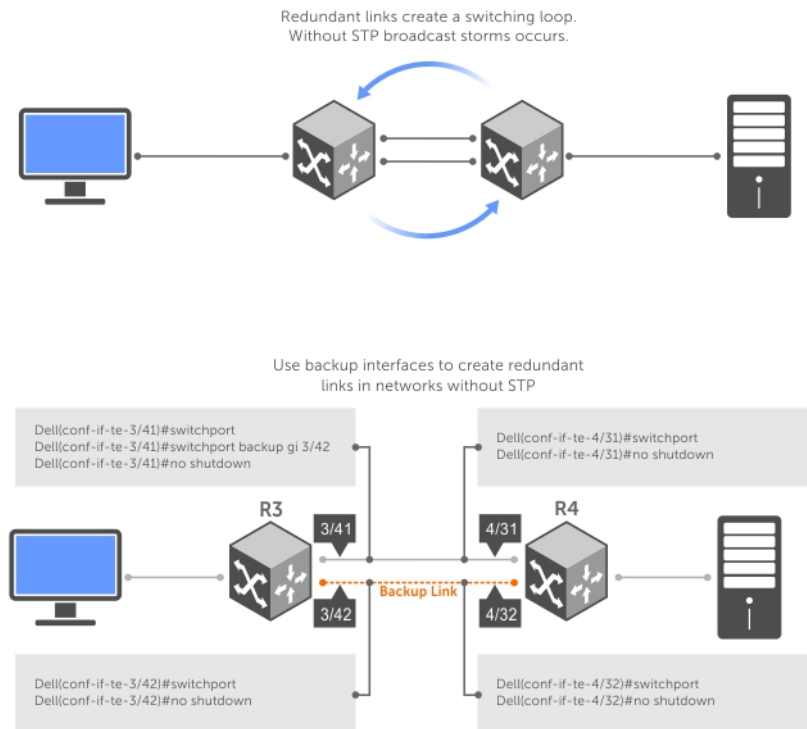 Redundant links create a switching loop.
Without STP broadcast storms occurs.
Use backup interfaces to create redundant
links in networks without STP
Dell(conf-if-te-3/41)#switchport
Dell(conf-if-te-3/41)#switchport backup gi 3/42
Dell(conf-if-te-3/41)#no shutdown
Dell(conf-if-te-4/31)#switchport
Dell(conf-if-te-4/31)#no shutdown
R3
R4
3/41
4/31
Backup Link
3/42
4/32
Dell(conf-if-te-3/42)#switchport
Dell(conf-if-te-3/42)#no shutdown
Dell(conf-if-te-4/32)#switchport
Dell(conf-if-te-4/32)#no shutdown